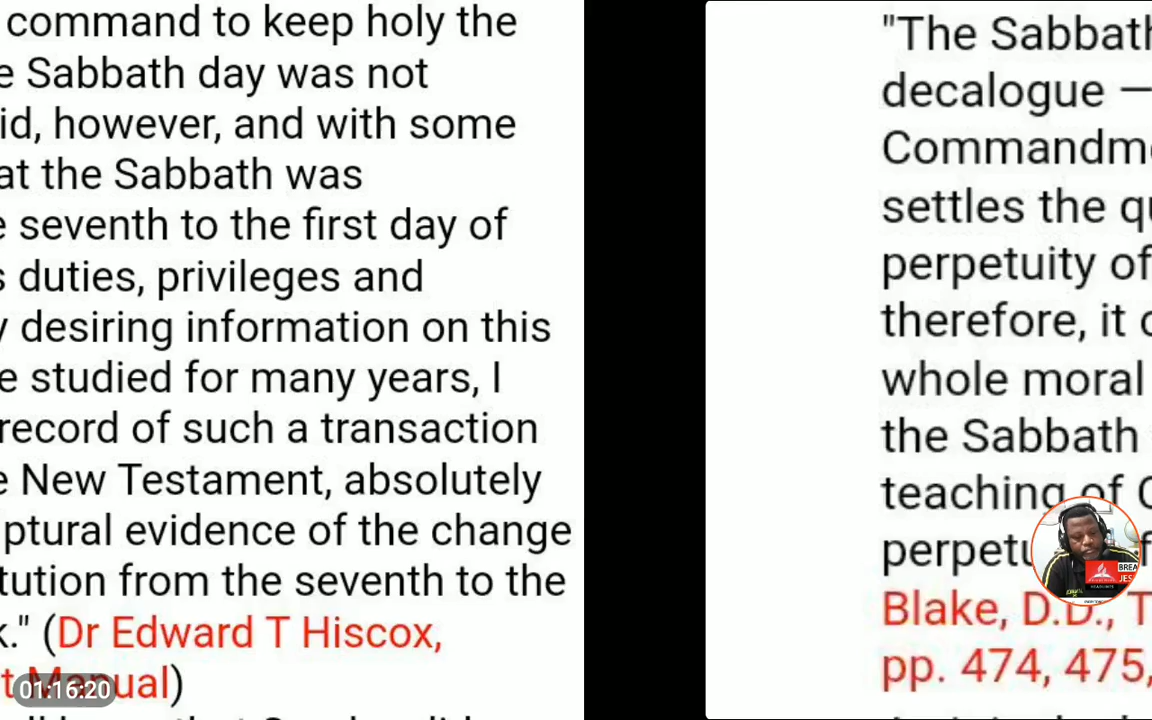 command to keep holy the
e Sabbath day was not
id, however, and with some
at the Sabbath was
e seventh to the first day of
s duties, privileges and
y desiring information on this
e studied for many years, I
record of such a transaction
e New Testament, absolutely
iptural evidence of the change
tution from the seventh to the
k." (Dr Edward T Hiscox,
t Manual)
01:16:20
"The Sabbath
decalogue —
Commandme
settles the qu
perpetuity of
therefore, it c
whole moral
the Sabbath
teaching of C
perpetu
Blake, D.D., T
pp. 474, 475,
BREA
JES